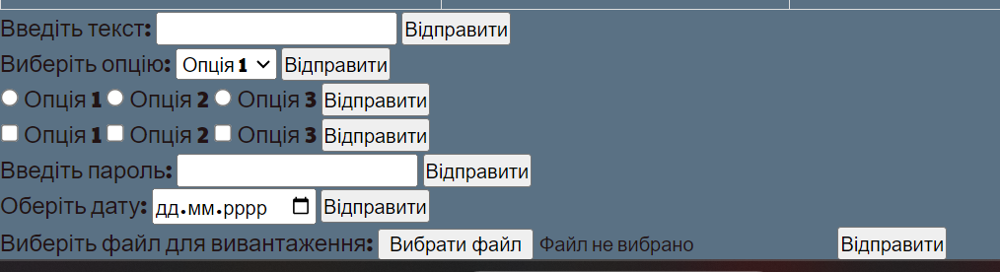 Введіть текст: Відправити
Виберіть опцію: Опція 1 Відправити
Опція 1 Опція 2 Опція 3 Відправити
Опція 1 Опція 2 Опція 3 Відправити
Введіть пароль: Відправити
Оберіть дату: дд.мм.рррр Відправити
Виберіть файл для вивантаження: Вибрати файл Файл не вибрано Відправити